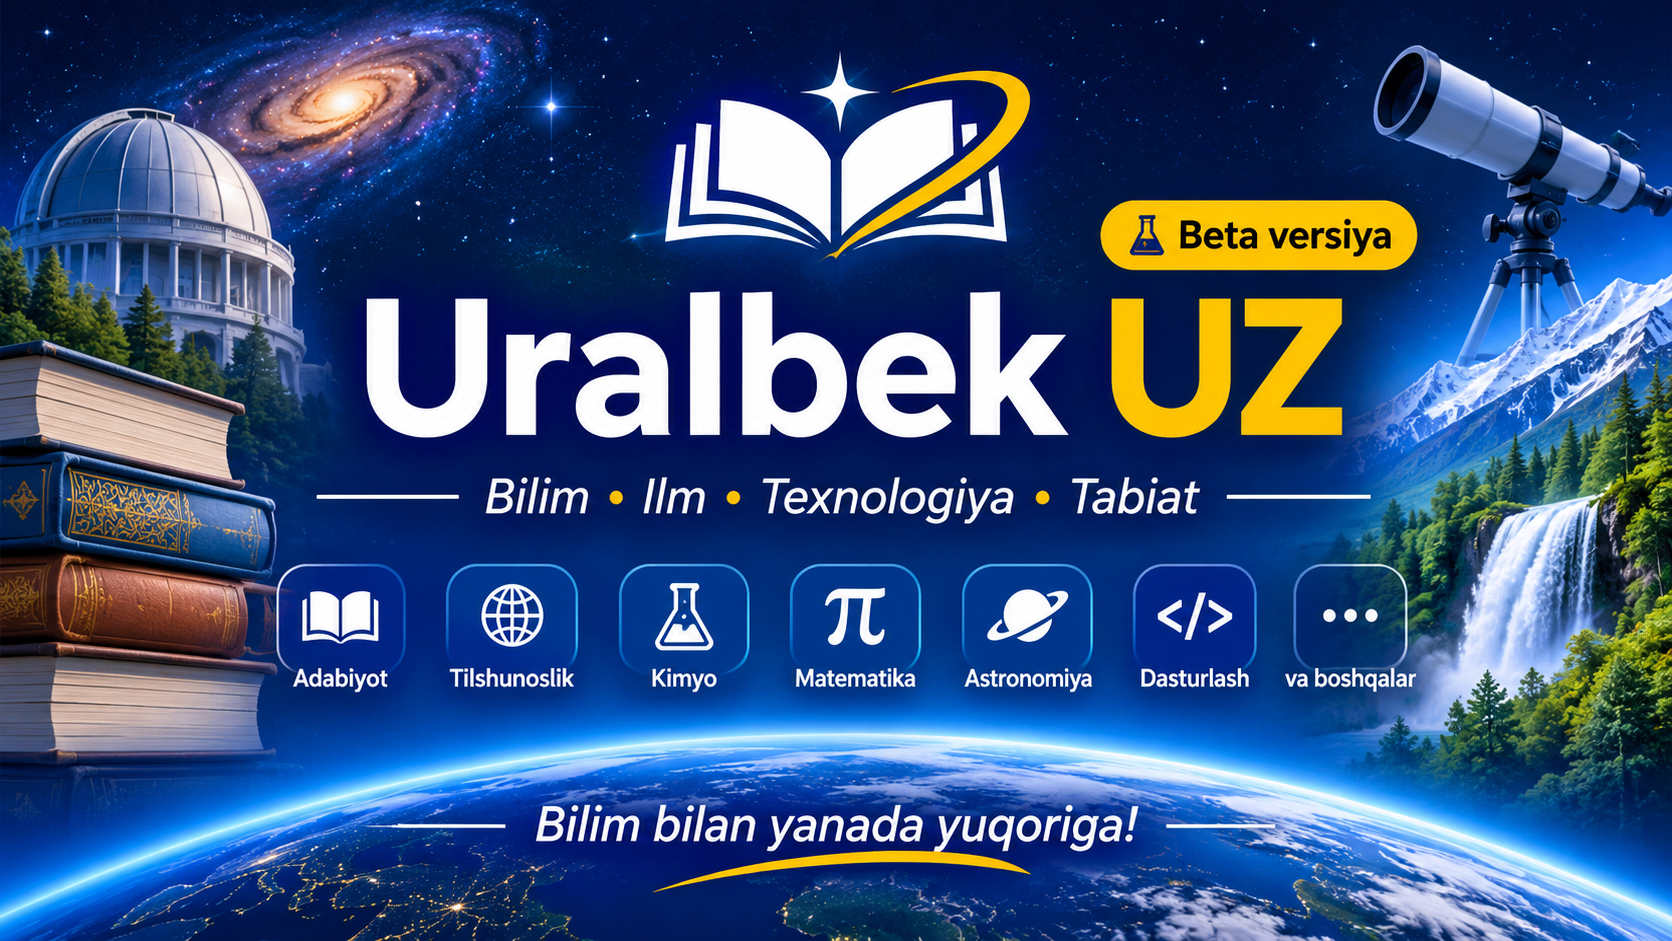 Beta versiya
Uralbek UZ
Bilim • Ilm • Texnologiya • Tabiat
π
</>
Adabiyot
Tilshunoslik
Kimyo
Matematika
Astronomiya
Dasturlash
va boshqalar
Bilim bilan yanada yuqoriga!